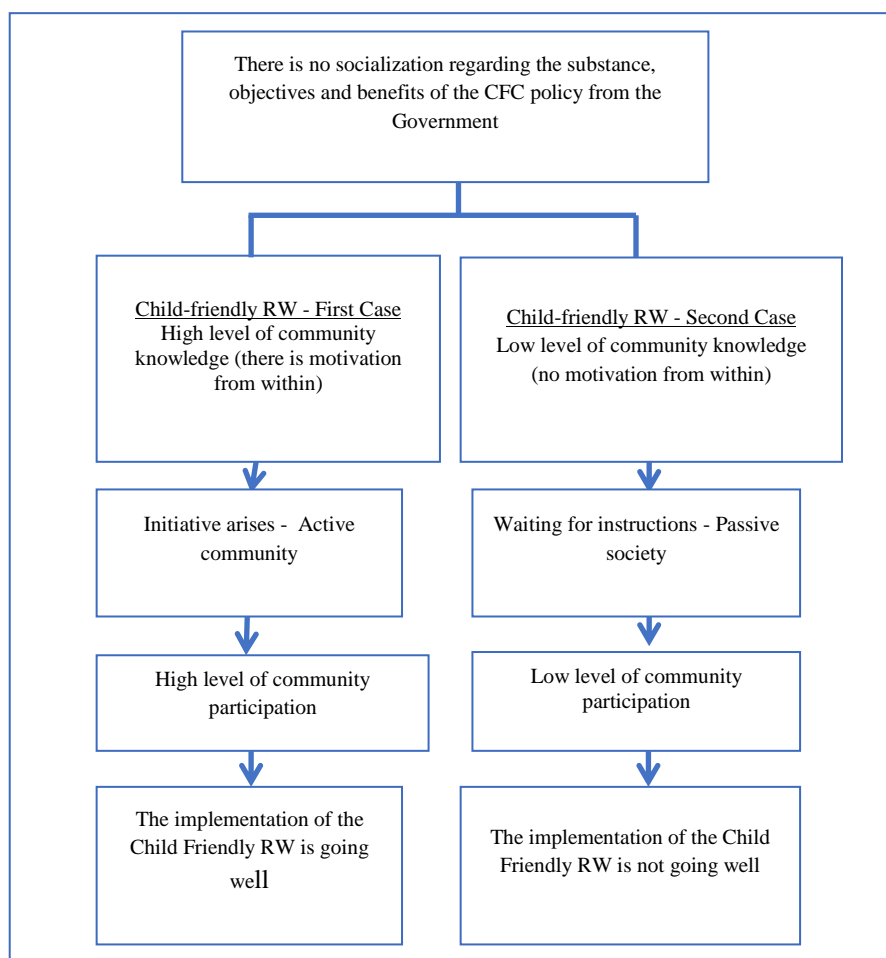 There is no socialization regarding the substance,
objectives and benefits of the CFC policy from the
Government
Child-friendly RW - First Case
High level of community
knowledge (there is motivation
from within)
Child-friendly RW - Second Case
Low level of community knowledge
(no motivation from within)
Initiative arises - Active
community
Waiting for instructions - Passive
society
High level of community
participation
Low level of community
participation
The implementation of the
Child Friendly RW is going
well
The implementation of the Child
Friendly RW is not going well